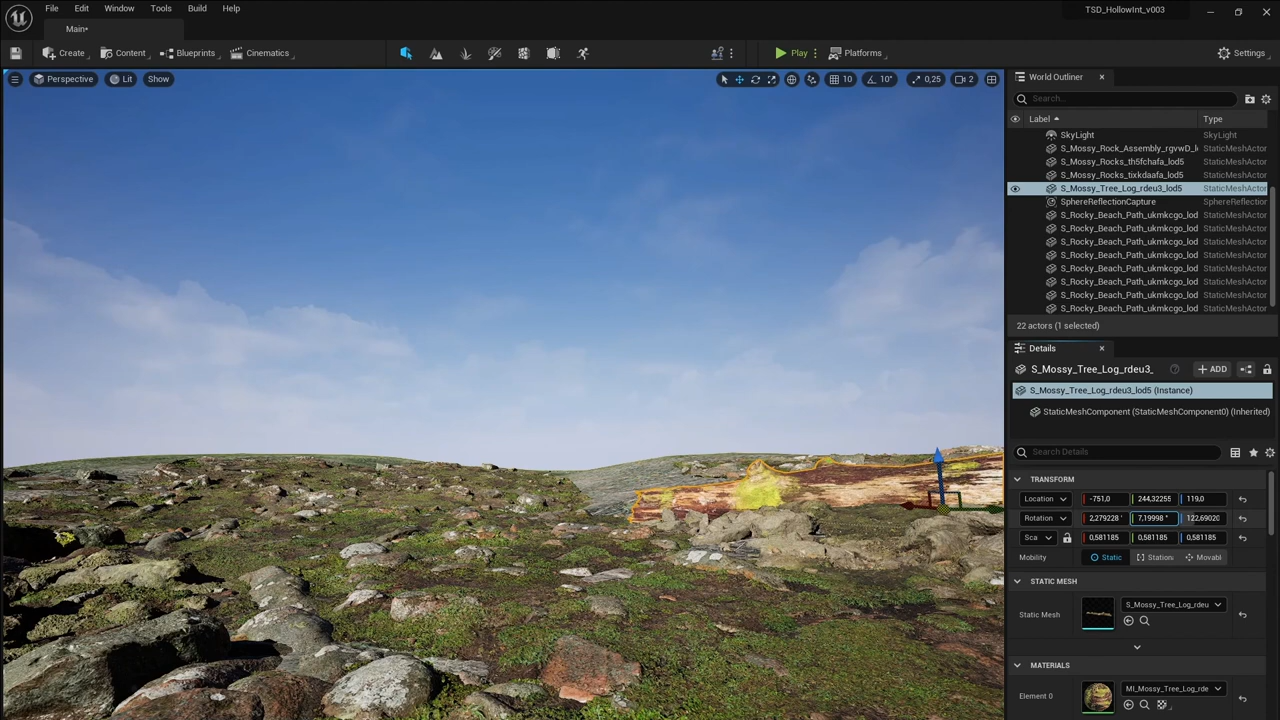 File Edit Window Tools Build Help
TSD_HollowInt_v003
Main•
Create Content Blueprints Cinematics Play Platforms Settings
Perspective Lit Show 10 10° 0,25 2
World Outliner
Search...
Label Type
SkyLight SkyLight
S_Mossy_Rock_Assembly_rgvwD_l StaticMeshActor
S_Mossy_Rocks_th5fchafa_lod5 StaticMeshActor
S_Mossy_Rocks_tixkdaafa_lod5 StaticMeshActor
S_Mossy_Tree_Log_rdeu3_lod5 StaticMeshActor
SphereReflectionCapture SphereReflection
S_Rocky_Beach_Path_ukmkcgo_lod StaticMeshActor
S_Rocky_Beach_Path_ukmkcgo_lod StaticMeshActor
S_Rocky_Beach_Path_ukmkcgo_lod StaticMeshActor
S_Rocky_Beach_Path_ukmkcgo_lod StaticMeshActor
S_Rocky_Beach_Path_ukmkcgo_lod StaticMeshActor
S_Rocky_Beach_Path_ukmkcgo_lod StaticMeshActor
S_Rocky_Beach_Path_ukmkcgo_lod StaticMeshActor
S_Rocky_Beach_Path_ukmkcgo_lod StaticMeshActor
22 actors (1 selected)
Details
S_Mossy_Tree_Log_rdeu3_ + ADD
S_Mossy_Tree_Log_rdeu3_lod5 (Instance)
StaticMeshComponent (StaticMeshComponent0) (Inherited)
Search Details
TRANSFORM
Location -751,0 244,32255 119,0
Rotation 2,279228 ° 7,19998 ° 122,69020
Sca 0,581185 0,581185 0,581185
Mobility Static Station Movabl
STATIC MESH
Static Mesh S_Mossy_Tree_Log_rdeu
MATERIALS
Element 0 MI_Mossy_Tree_Log_rde